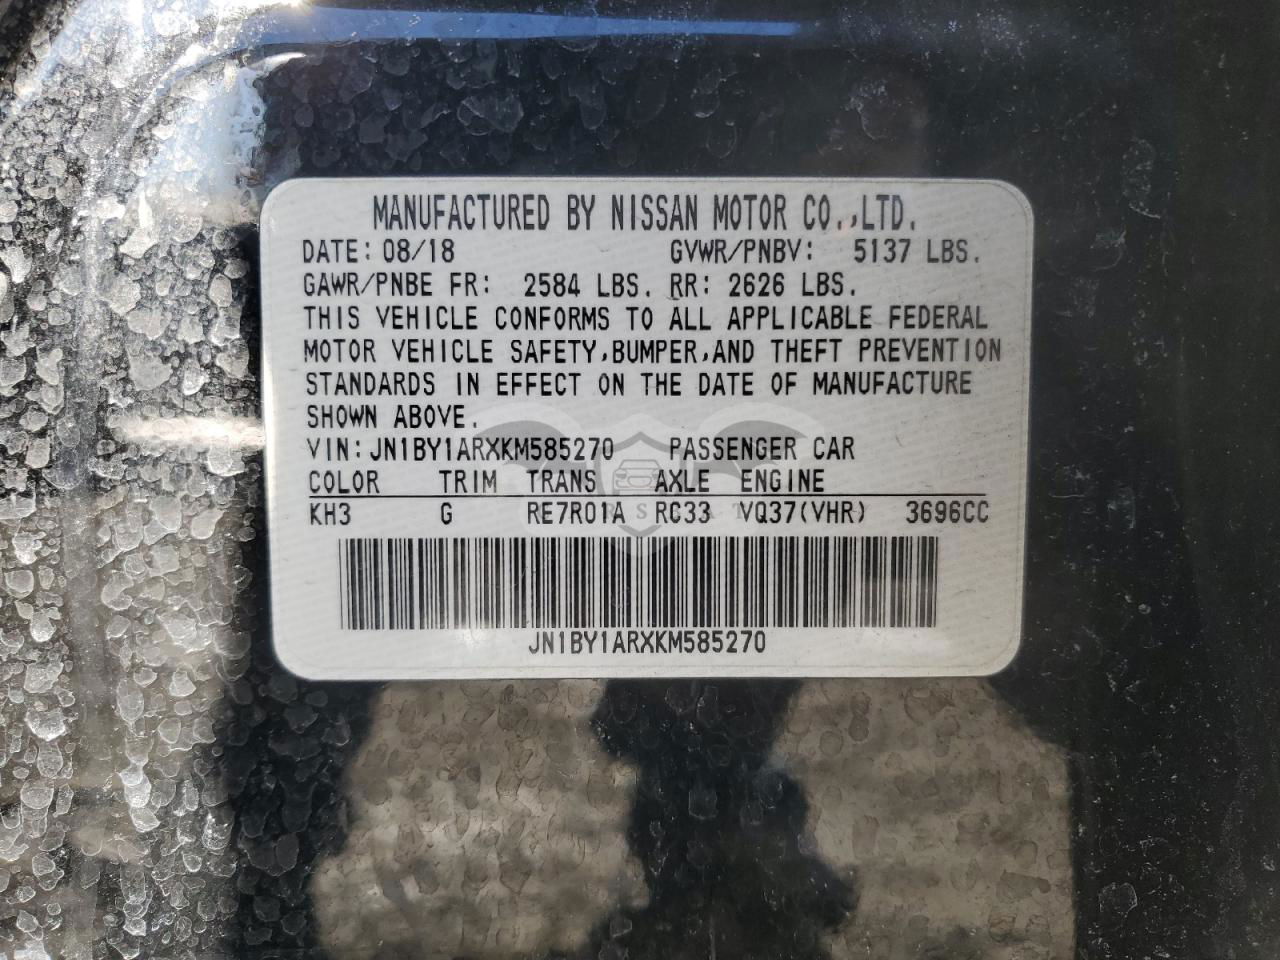 MANUFACTURED BY NISSAN MOTOR CO.,LTD.
DATE: 08/18 GVWR/PNBV: 5137 LBS.
GAWR/PNBE FR: 2584 LBS. RR: 2626 LBS.
THIS VEHICLE CONFORMS TO ALL APPLICABLE FEDERAL
MOTOR VEHICLE SAFETY,BUMPER,AND THEFT PREVENTION
STANDARDS IN EFFECT ON THE DATE OF MANUFACTURE
SHOWN ABOVE.
VIN: JN1BY1ARXKM585270 PASSENGER CAR
COLOR TRIM TRANS AXLE ENGINE
KH3 G RE7R01A RC33 VQ37(VHR) 3696CC
JN1BY1ARXKM585270